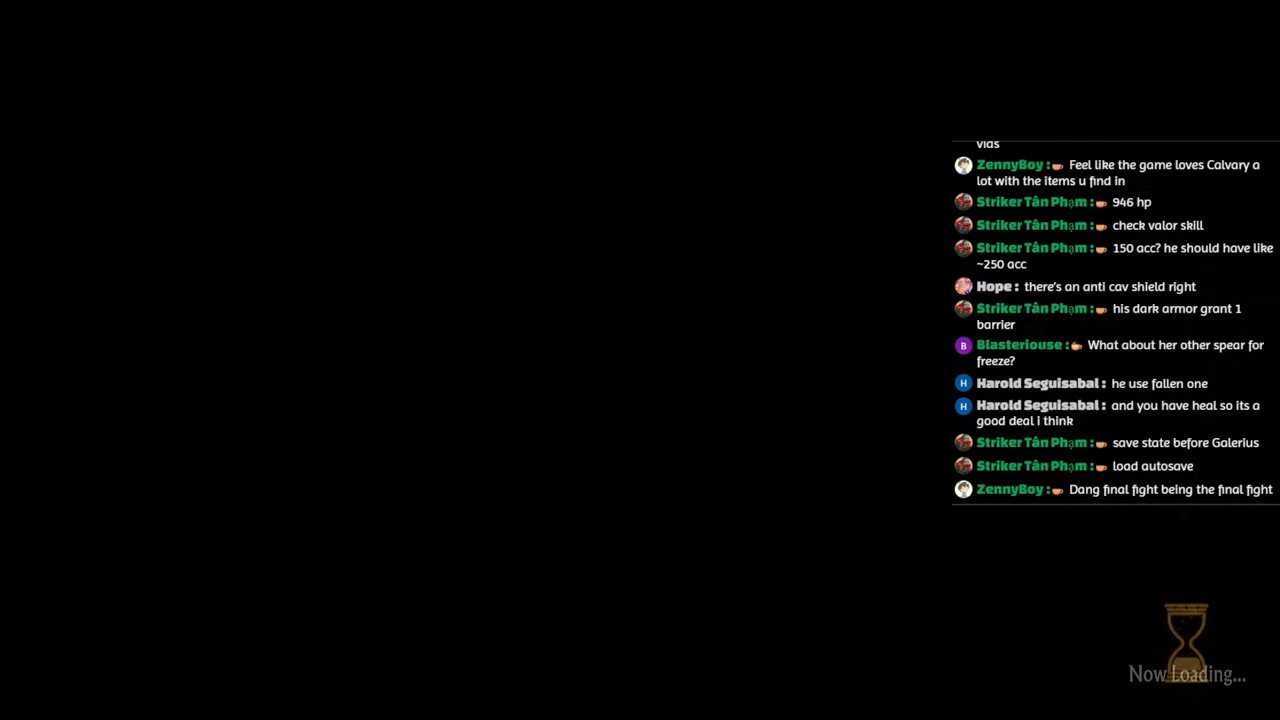 vias
ZennyBoy : Feel like the game loves Calvary a
lot with the items u find in
Striker Tân Phạm : 946 hp
Striker Tân Phạm : check valor skill
Striker Tân Phạm : 150 acc? he should have like
~250 acc
Hope : there's an anti cav shield right
Striker Tân Phạm : his dark armor grant 1
barrier
B Blasteriouse : What about her other spear for
freeze?
H Harold Seguisabal : he use fallen one
H Harold Seguisabal : and you have heal so its a
good deal i think
Striker Tân Phạm : save state before Galerius
Striker Tân Phạm : load autosave
ZennyBoy : Dang final fight being the final fight
Now Loading...